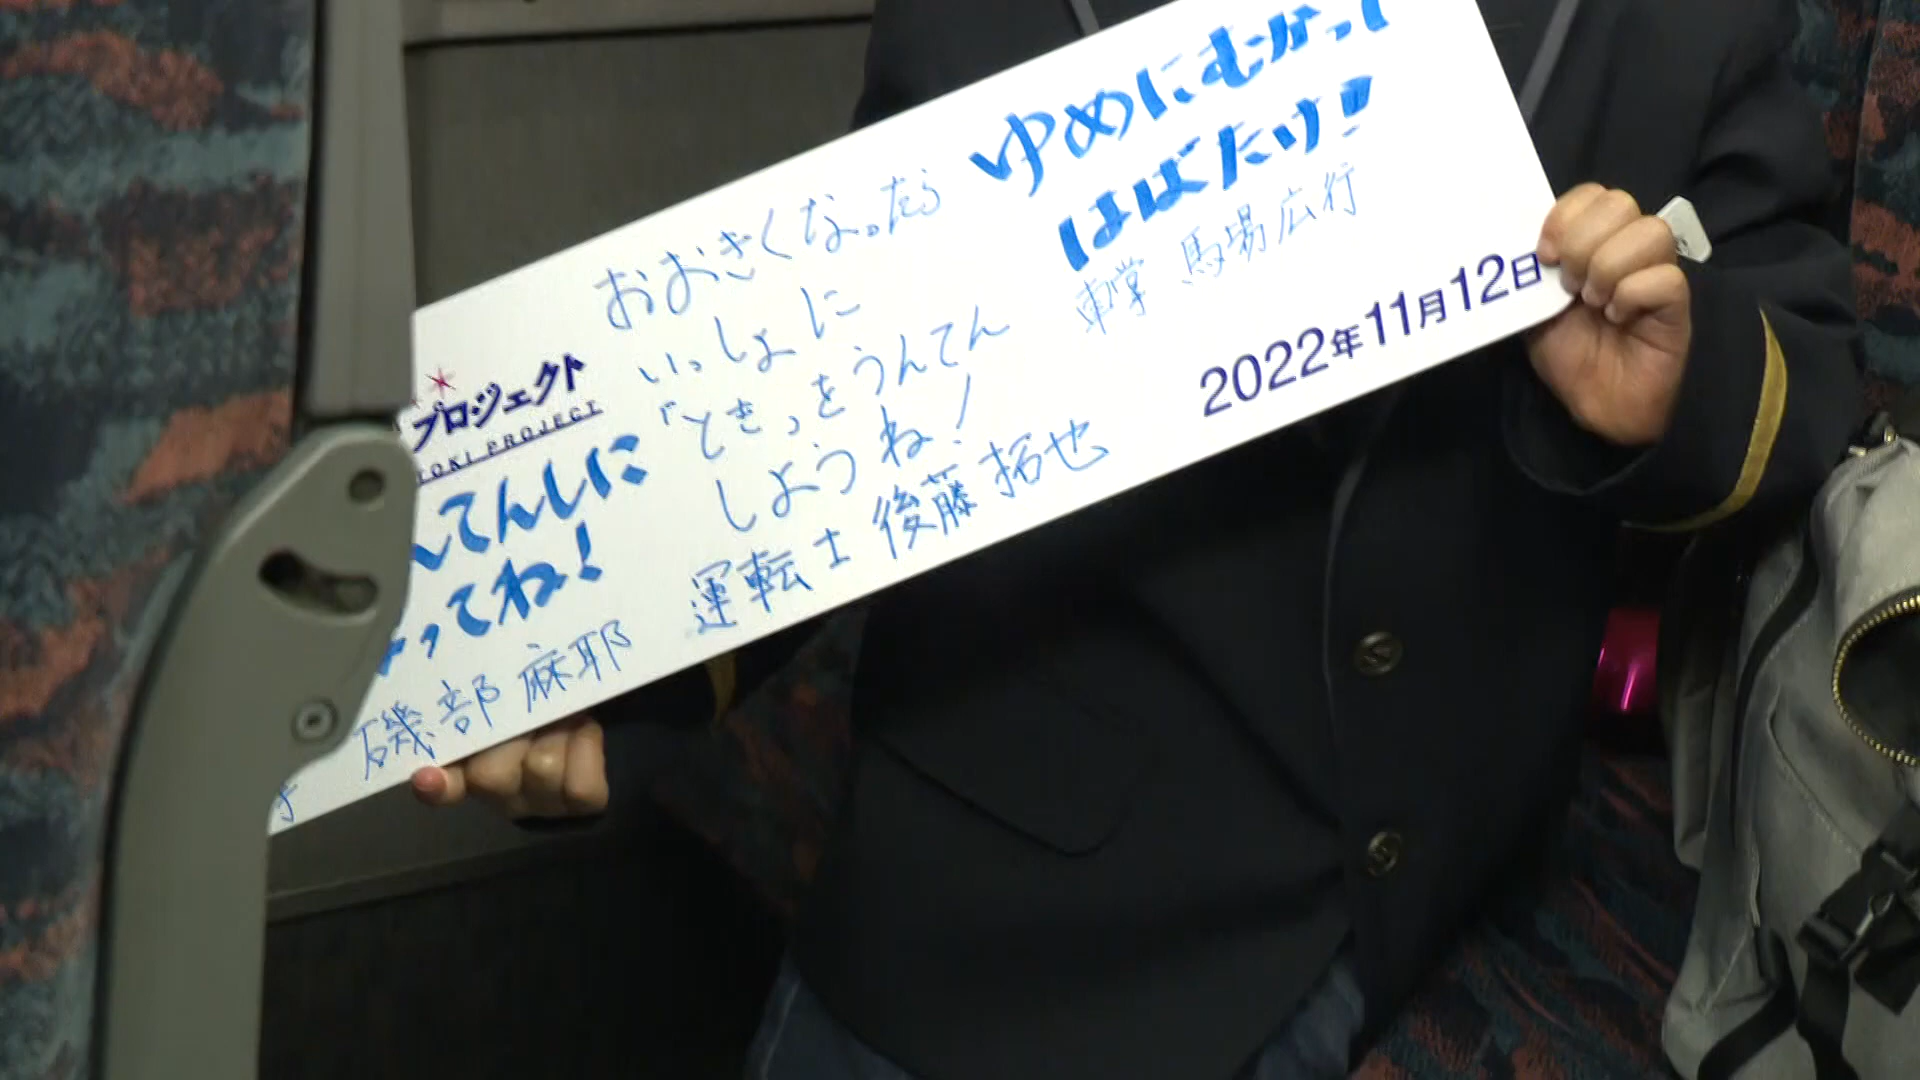 プロジェクト
OKI PROJECT
てんしに
ってね!
磯部 麻耶
おおきくなったら
いっしょに
「とき」をうんてん
しようね!
運転士 後藤 拓也
ゆめにむかって
はばたけ!
車掌 馬場広行
2022年11月12日